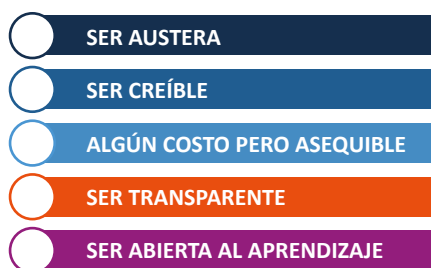 SER AUSTERA
SER CREÍBLE
ALGÚN COSTO PERO ASEQUIBLE
SER TRANSPARENTE
SER ABIERTA AL APRENDIZAJE